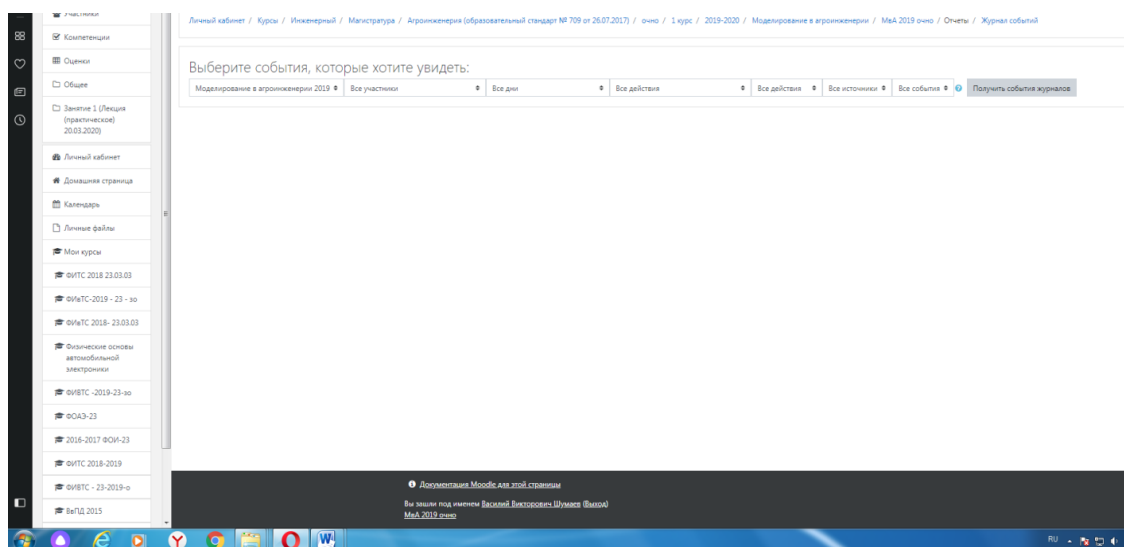 Участники
Личный кабинет / Курсы / Инженерный / Магистратура / Агроинженерия (образовательный стандарт № 709 от 26.07.2017) / очно / 1 курс / 2019-2020 / Моделирование в агроинженерии / МвА 2019 очно / Отчеты / Журнал событий
Компетенции
Оценки
Общее
Занятие 1 (Лекция
(практическое)
20.03.2020)
Личный кабинет
Домашняя страница
Календарь
Личные файлы
Мои курсы
ФИТС 2018 23.03.03
ФИвТС-2019 - 23 - зо
ФИвТС 2018- 23.03.03
Физические основы
автомобильной
электроники
ФИВТС -2019-23-зо
ФОАЭ-23
2016-2017 ФОИ-23
ФИТС 2018-2019
ФИВТС - 23-2019-о
ВвПД 2015
Выберите события, которые хотите увидеть:
Моделирование в агроинженерии 2019 Все участники Все дни Все действия Все действия Все источники Все события Получить события журналов
Документация Moodle для этой страницы
Вы зашли под именем Василий Викторович Шумаев (Выход)
МвА 2019 очно
RU